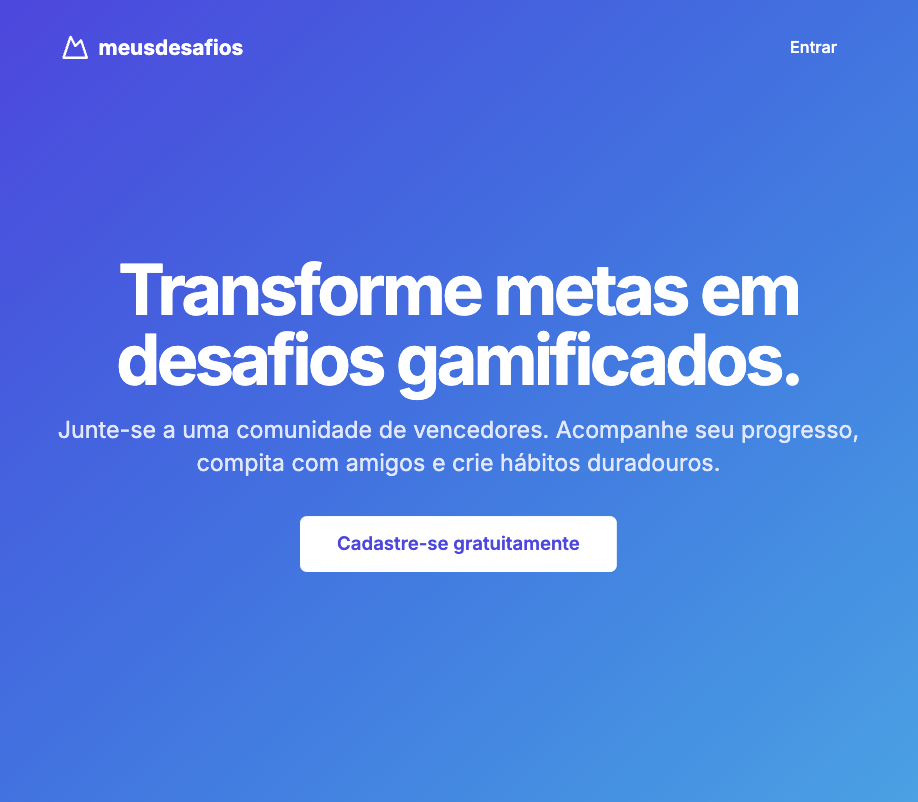 meusdesafios
Entrar
Transforme metas em
desafios gamificados.
Junte-se a uma comunidade de vencedores. Acompanhe seu progresso,
compita com amigos e crie hábitos duradouros.
Cadastre-se gratuitamente